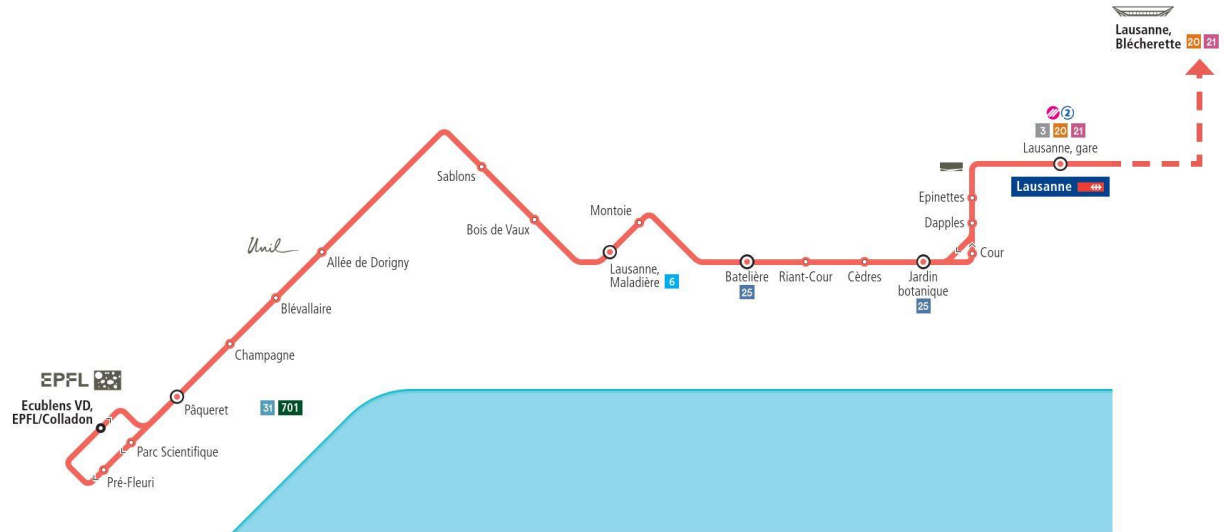 Lausanne,
Blécherette 20 21
2
3 20 21
Lausanne, gare
Lausanne
Epinettes
Dapples
Cour
Sablons
Bois de Vaux
Montoie
Lausanne,
Maladière 6
Batelière
25
Riant-Cour
Cèdres
Jardin
botanique
25
Unil
Allée de Dorigny
Blévallaire
Champagne
EPFL
Ecublens VD,
EPFL/Colladon
Pâqueret 31 701
Parc Scientifique
Pré-Fleuri